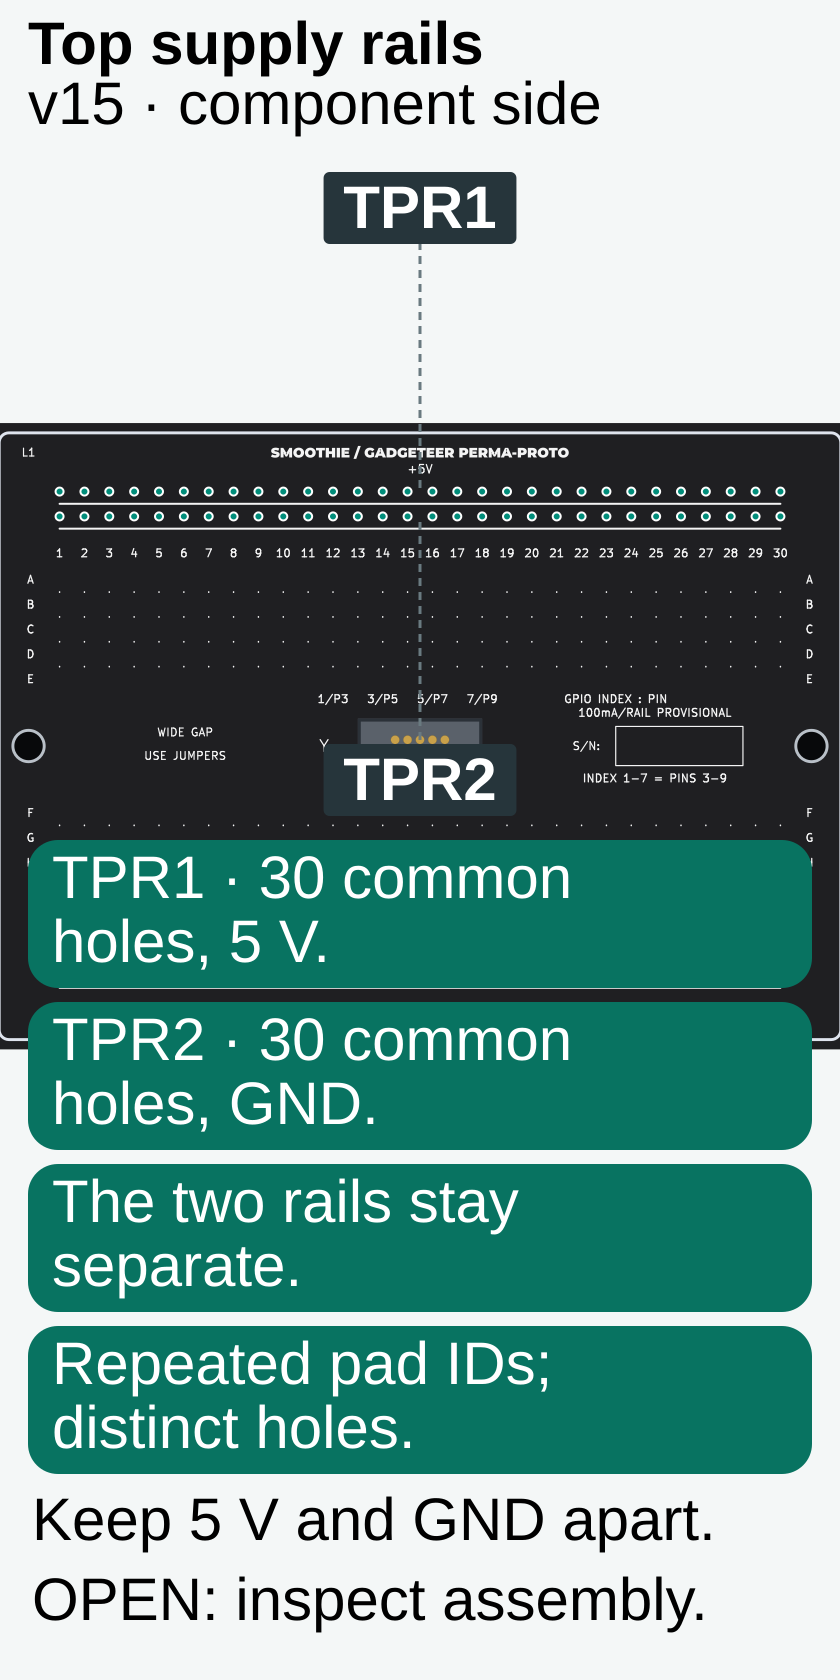 Top supply rails
v15 · component side
TPR1
L1
SMOOTHIE / GADGETEER PERMA-PROTO
+5V
1 2 3 4 5 6 7 8 9 10 11 12 13 14 15 16 17 18 19 20 21 22 23 24 25 26 27 28 29 30
A A
B B
C C
D D
E E
1/P3 3/P5 5/P7 7/P9
GPIO INDEX : PIN
100mA/RAIL PROVISIONAL
WIDE GAP
USE JUMPERS
Y
S/N:
INDEX 1-7 = PINS 3-9
TPR2
F F
G G
TPR1 · 30 common
holes, 5 V.
TPR2 · 30 common
holes, GND.
The two rails stay
separate.
Repeated pad IDs;
distinct holes.
Keep 5 V and GND apart.
OPEN: inspect assembly.